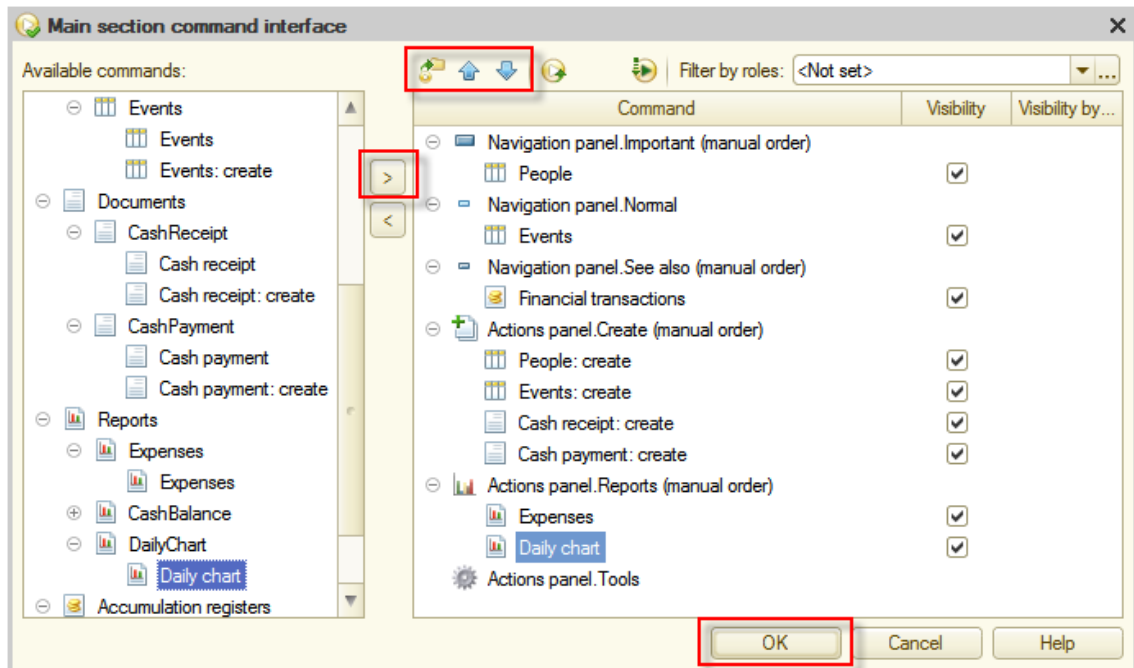 Main section command interface
Available commands:
Filter by roles: <Not set>
...
Events
Events
Events: create
Documents
CashReceipt
Cash receipt
Cash receipt: create
CashPayment
Cash payment
Cash payment: create
Reports
Expenses
Expenses
CashBalance
DailyChart
Daily chart
Accumulation registers
>
<
Command Visibility Visibility by...
Navigation panel.Important (manual order)
People
Navigation panel.Normal
Events
Navigation panel.See also (manual order)
Financial transactions
Actions panel.Create (manual order)
People: create
Events: create
Cash receipt: create
Cash payment: create
Actions panel.Reports (manual order)
Expenses
Daily chart
Actions panel.Tools
OK Cancel Help